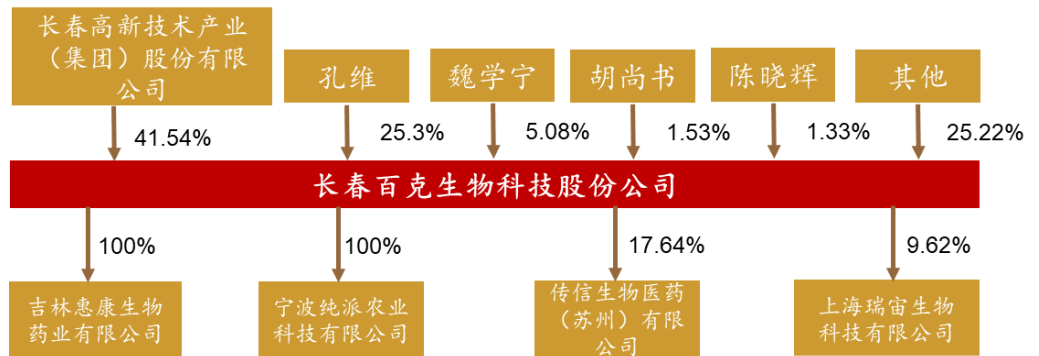 长春高新技术产业
（集团）股份有限
公司
孔维
魏学宁
胡尚书
陈晓辉
其他
41.54%
25.3%
5.08%
1.53%
1.33%
25.22%
长春百克生物科技股份公司
100%
100%
17.64%
9.62%
吉林惠康生物
药业有限公司
宁波纯派农业
科技有限公司
传信生物医药
（苏州）有限
公司
上海瑞宙生物
科技有限公司